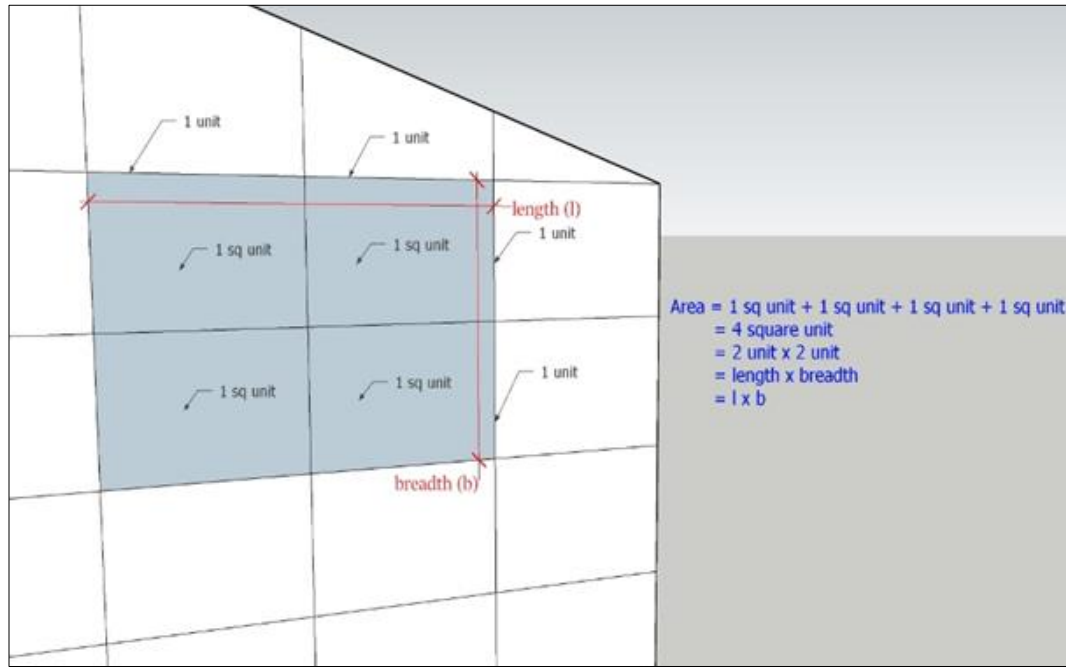 1 unit
1 unit
length (l)
1 sq unit
1 sq unit
1 unit
1 sq unit
1 sq unit
1 unit
breadth (b)
Area = 1 sq unit + 1 sq unit + 1 sq unit + 1 sq unit
= 4 square unit
= 2 unit x 2 unit
= length x breadth
= l x b